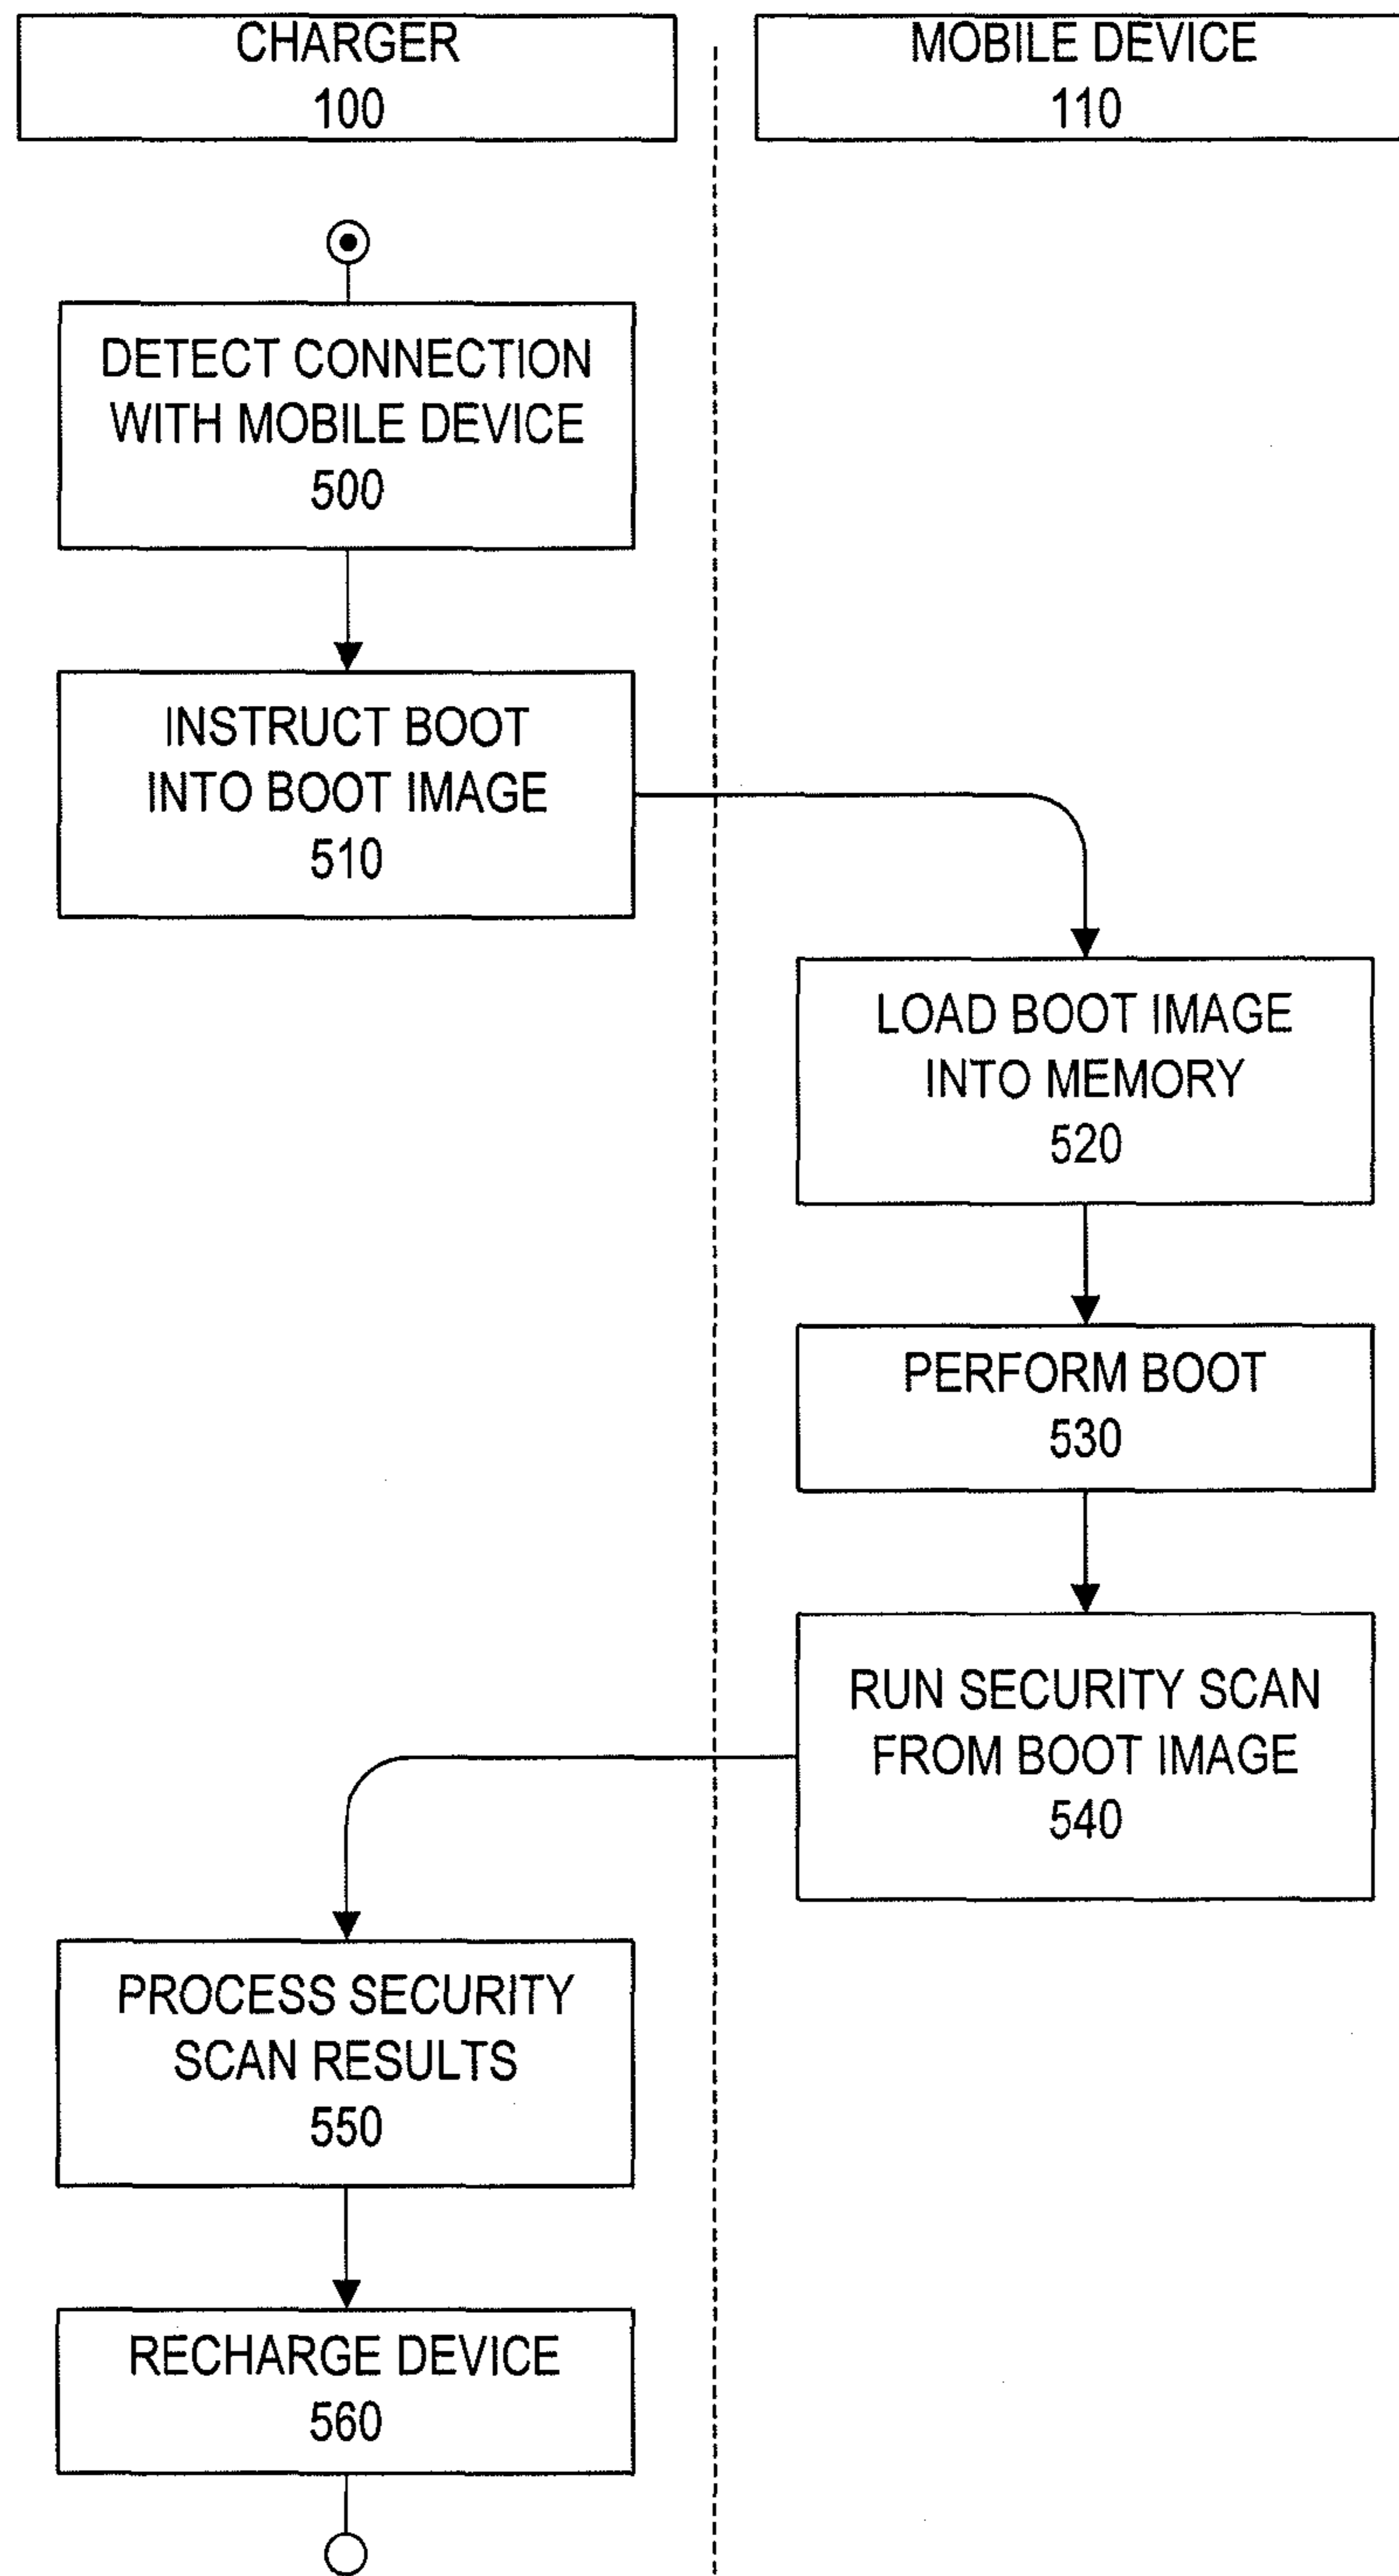 CHARGER
100
MOBILE DEVICE
110
DETECT CONNECTION
WITH MOBILE DEVICE
500
INSTRUCT BOOT
INTO BOOT IMAGE
510
LOAD BOOT IMAGE
INTO MEMORY
520
PERFORM BOOT
530
RUN SECURITY SCAN
FROM BOOT IMAGE
540
PROCESS SECURITY
SCAN RESULTS
550
RECHARGE DEVICE
560